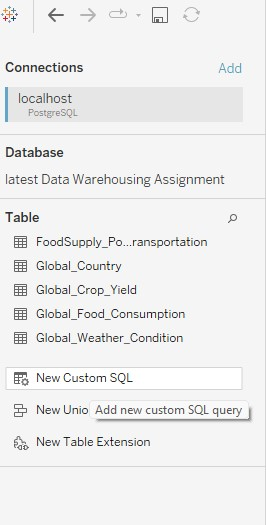 Connections
Add
localhost
PostgreSQL
Database
latest Data Warehousing Assignment
Table
FoodSupply_Po...ransportation
Global_Country
Global_Crop_Yield
Global_Food_Consumption
Global_Weather_Condition
New Custom SQL
New Unio
Add new custom SQL query
New Table Extension